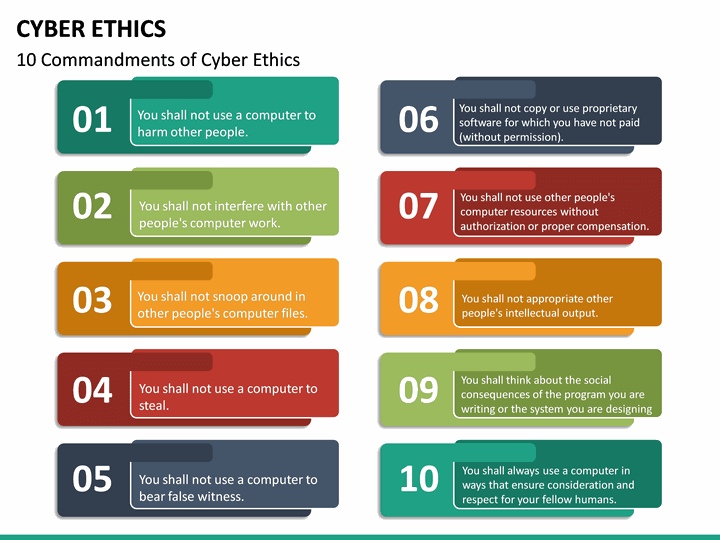 CYBER ETHICS
10 Commandments of Cyber Ethics
01
You shall not use a computer to
harm other people.
02
You shall not interfere with other
people's computer work.
03
You shall not snoop around in
other people's computer files.
04
You shall not use a computer to
steal.
05
You shall not use a computer to
bear false witness.
06
You shall not copy or use proprietary
software for which you have not paid
(without permission).
07
You shall not use other people's
computer resources without
authorization or proper compensation.
08
You shall not appropriate other
people's intellectual output.
09
You shall think about the social
consequences of the program you are
writing or the system you are designing
10
You shall always use a computer in
ways that ensure consideration and
respect for your fellow humans.